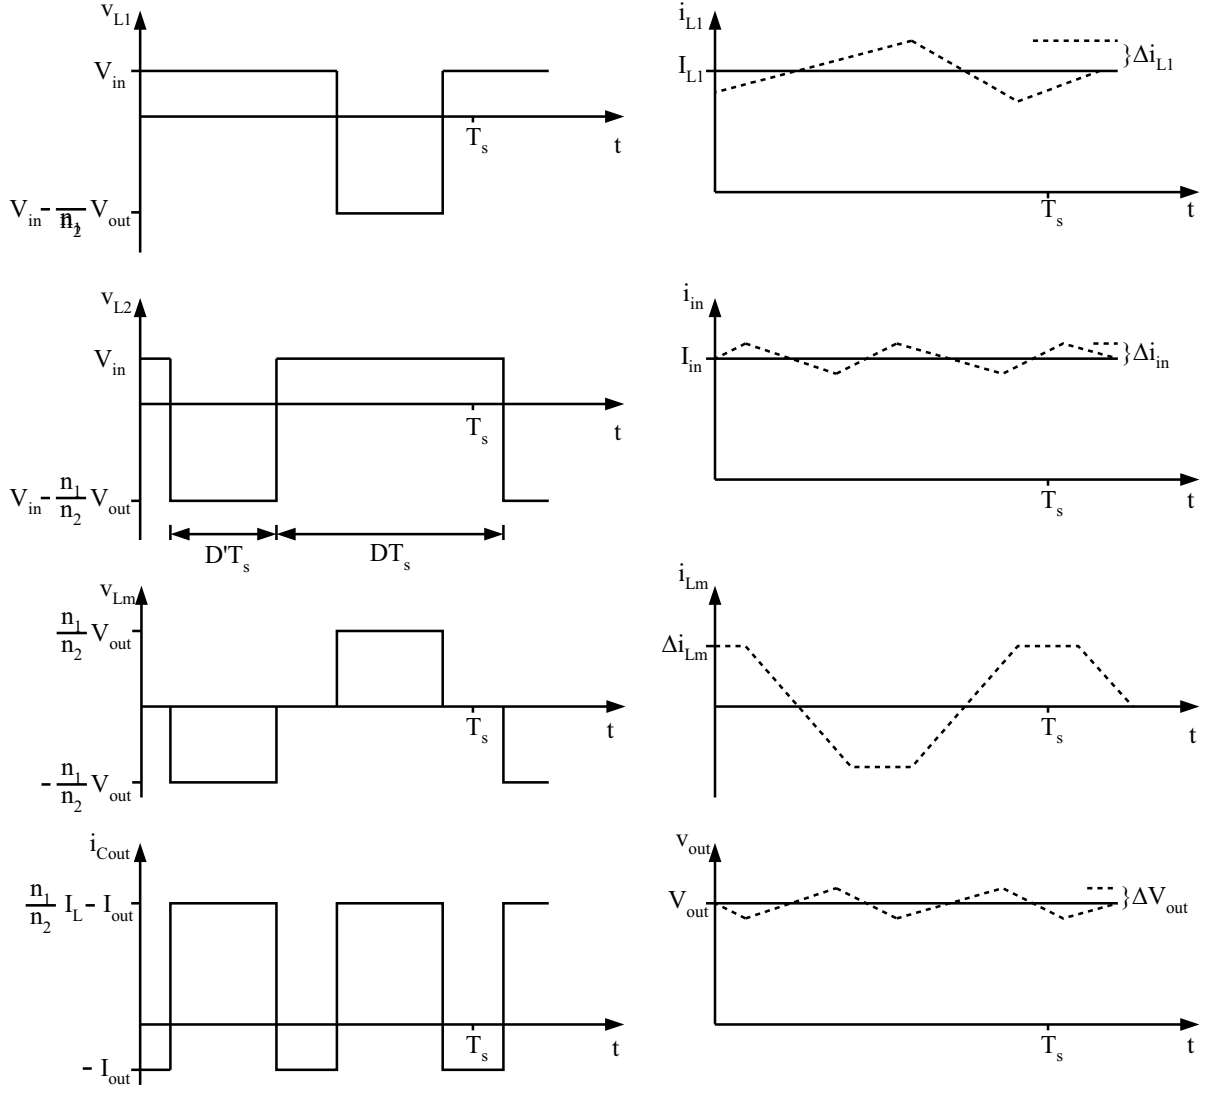 v_L1
V_in
V_in - n_1/n_2 V_out
T_s
t
i_L1
I_L1
}Δi_L1
T_s
t
v_L2
V_in
V_in - n_1/n_2 V_out
T_s
t
D'T_s
DT_s
i_in
I_in
}Δi_in
T_s
t
v_Lm
n_1/n_2 V_out
- n_1/n_2 V_out
T_s
t
i_Lm
Δi_Lm
T_s
t
i_Cout
n_1/n_2 I_L - I_out
- I_out
T_s
t
v_out
V_out
}ΔV_out
T_s
t